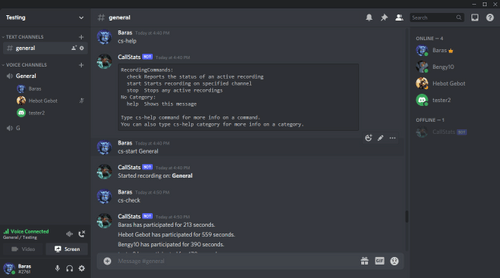 Testing
general
Search
TEXT CHANNELS
general
VOICE CHANNELS
General
Baras
Hebot Gebot
tester2
G
Baras Today at 4:40 PM
cs-help
CallStats BOT Today at 4:40 PM
RecordingCommands:
check Reports the status of an active recording
start Starts recording on specified channel
stop Stops any active recordings
No Category:
help Shows this message
Type cs-help command for more info on a command.
You can also type cs-help category for more info on a category.
Baras Today at 4:40 PM
cs-start General
CallStats BOT Today at 4:40 PM
Started recording on: General
Baras Today at 4:40 PM
cs-check
CallStats BOT Today at 4:40 PM
Baras has participated for 213 seconds.
Hebot Gebot has participated for 559 seconds.
Bengy10 has participated for 390 seconds.
Message #general
GIF
ONLINE — 4
Baras
Bengy10
Hebot Gebot
tester2
OFFLINE — 1
CallStats BOT
Voice Connected
General / Testing
Video
Screen
Baras
#2761